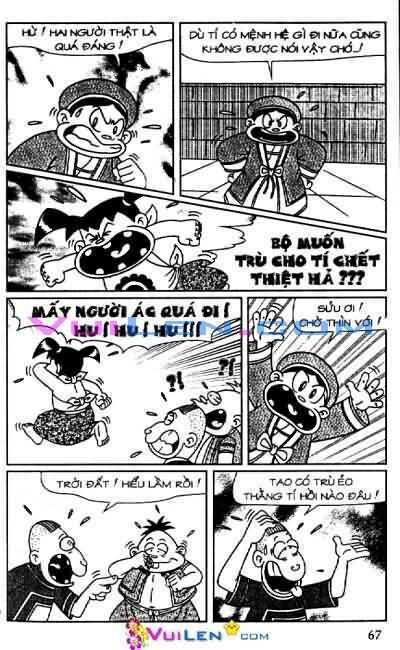 HỪ ! HAI NGƯỜI THẬT LÀ
QUÁ ĐÁNG !
DÙ TÍ CÓ MỆNH HỆ GÌ ĐI NỮA CŨNG
KHÔNG ĐƯỢC NÓI VẬY CHỚ...!
BỘ MUỐN
TRÙ CHO TÍ CHẾT
THIỆT HẢ ???
MẤY NGƯỜI ÁC QUÁ ĐI !
HU ! HU ! HU !!!
?!
?!
SỬU ƠI !
CHỜ THÌN VỚI !
TRỜI ĐẤT ! HIỂU LẦM RỒI !
TAO CÓ TRÙ ẺO
THẰNG TÍ HỒI NÀO ĐÂU !
VUILEN.COM
67
VUILEN.COM